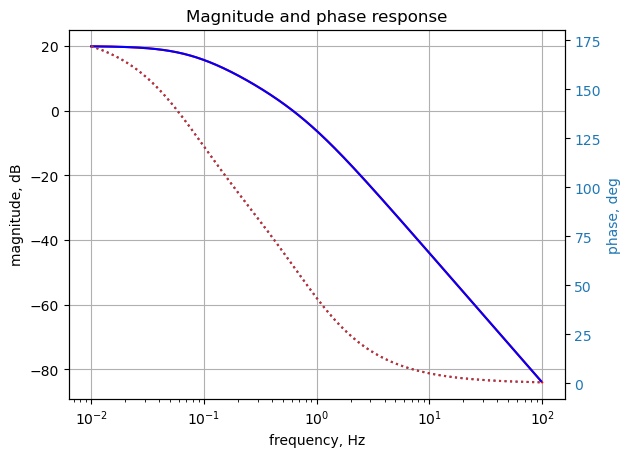 Magnitude and phase response
magnitude, dB
20
0
−20
−40
−60
−80
175
150
125
100
75
50
25
0
phase, deg
10⁻² 10⁻¹ 10⁰ 10¹ 10²
frequency, Hz